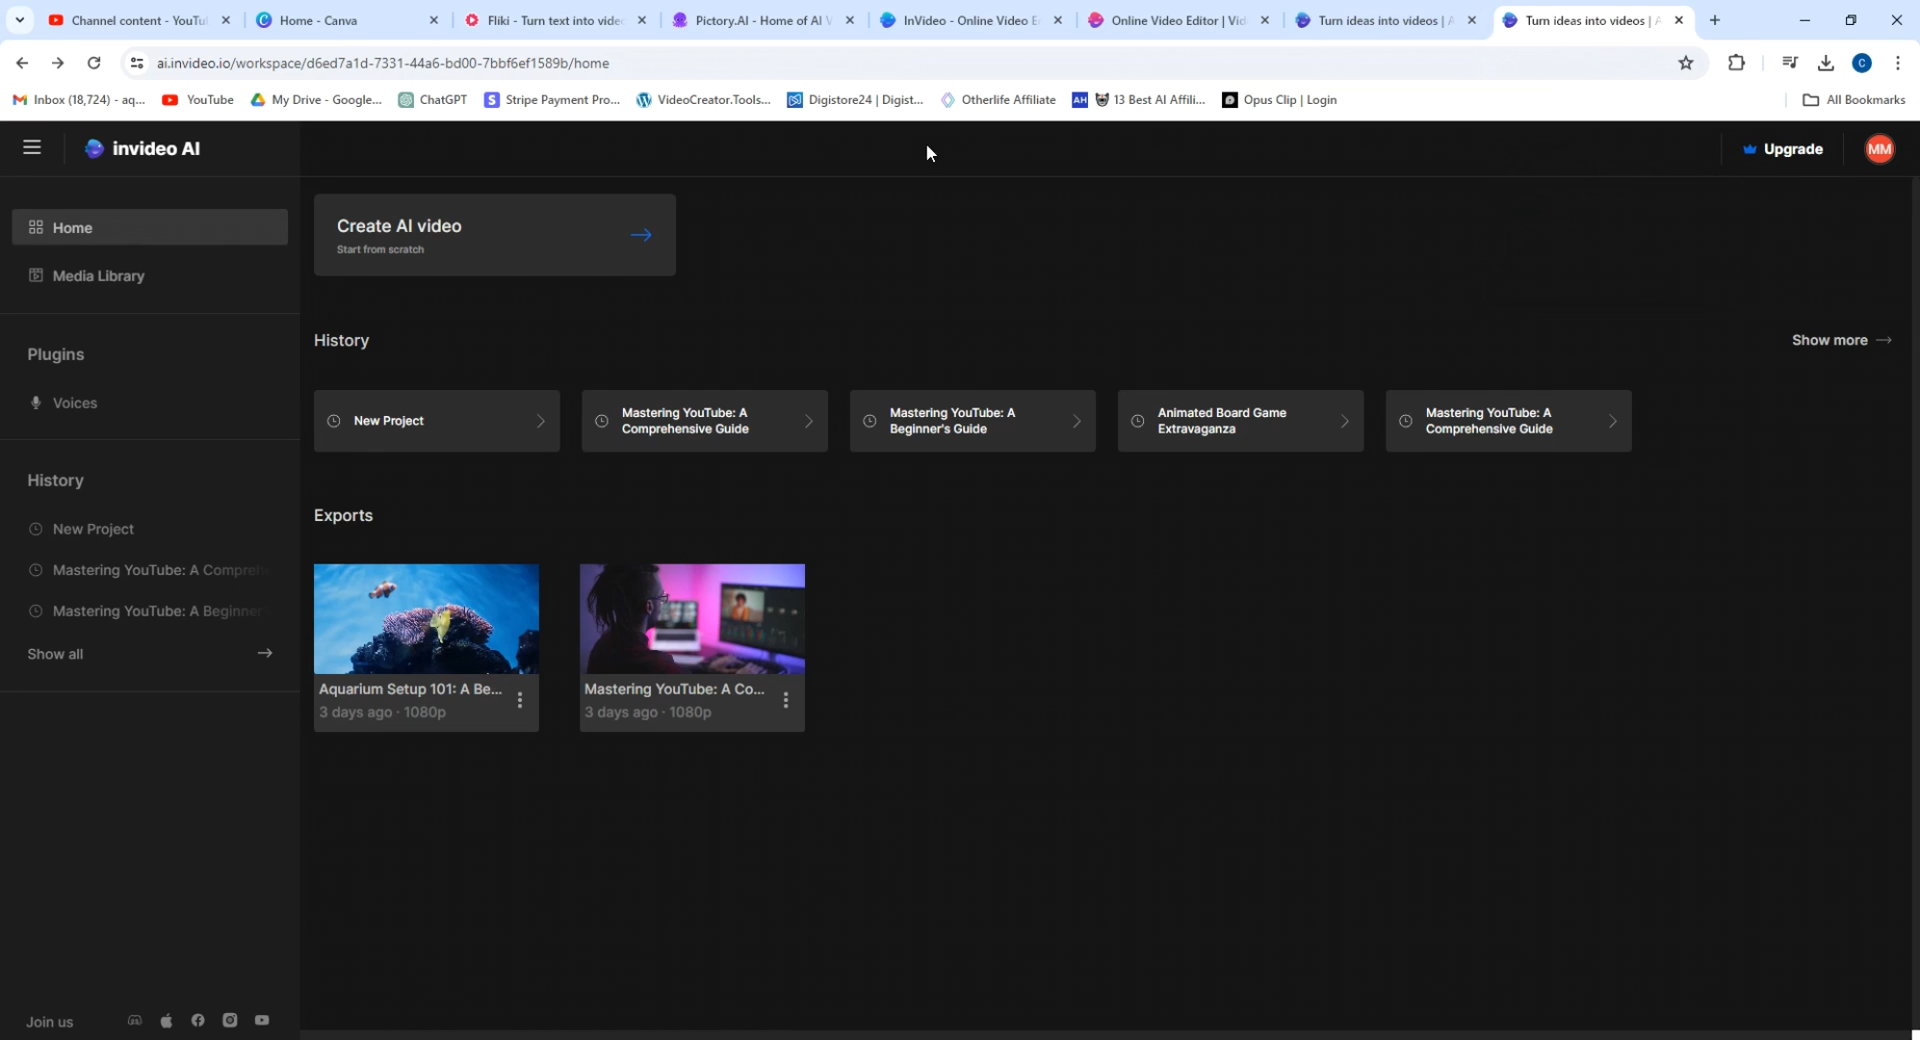 Channel content - YouTu
Home - Canva
Fliki - Turn text into vide
Pictory.AI - Home of AI V
InVideo - Online Video E
Online Video Editor | Vid
Turn ideas into videos | A
Turn ideas into videos | A
ai.invideo.io/workspace/d6ed7a1d-7331-44a6-bd00-7bbf6ef1589b/home
C
Inbox (18,724) - aq...
YouTube
My Drive - Google...
ChatGPT
S
Stripe Payment Pro...
VideoCreator.Tools...
Digistore24 | Digist...
Otherlife Affiliate
AH
13 Best AI Affili...
Opus Clip | Login
All Bookmarks
invideo AI
Upgrade
MM
Home
Media Library
Plugins
Voices
History
New Project
Mastering YouTube: A Compreh
Mastering YouTube: A Beginner
Show all
Join us
Create AI video
Start from scratch
History
Show more
New Project
Mastering YouTube: A
Comprehensive Guide
Mastering YouTube: A
Beginner's Guide
Animated Board Game
Extravaganza
Mastering YouTube: A
Comprehensive Guide
Exports
Aquarium Setup 101: A Be...
3 days ago · 1080p
Mastering YouTube: A Co...
3 days ago · 1080p